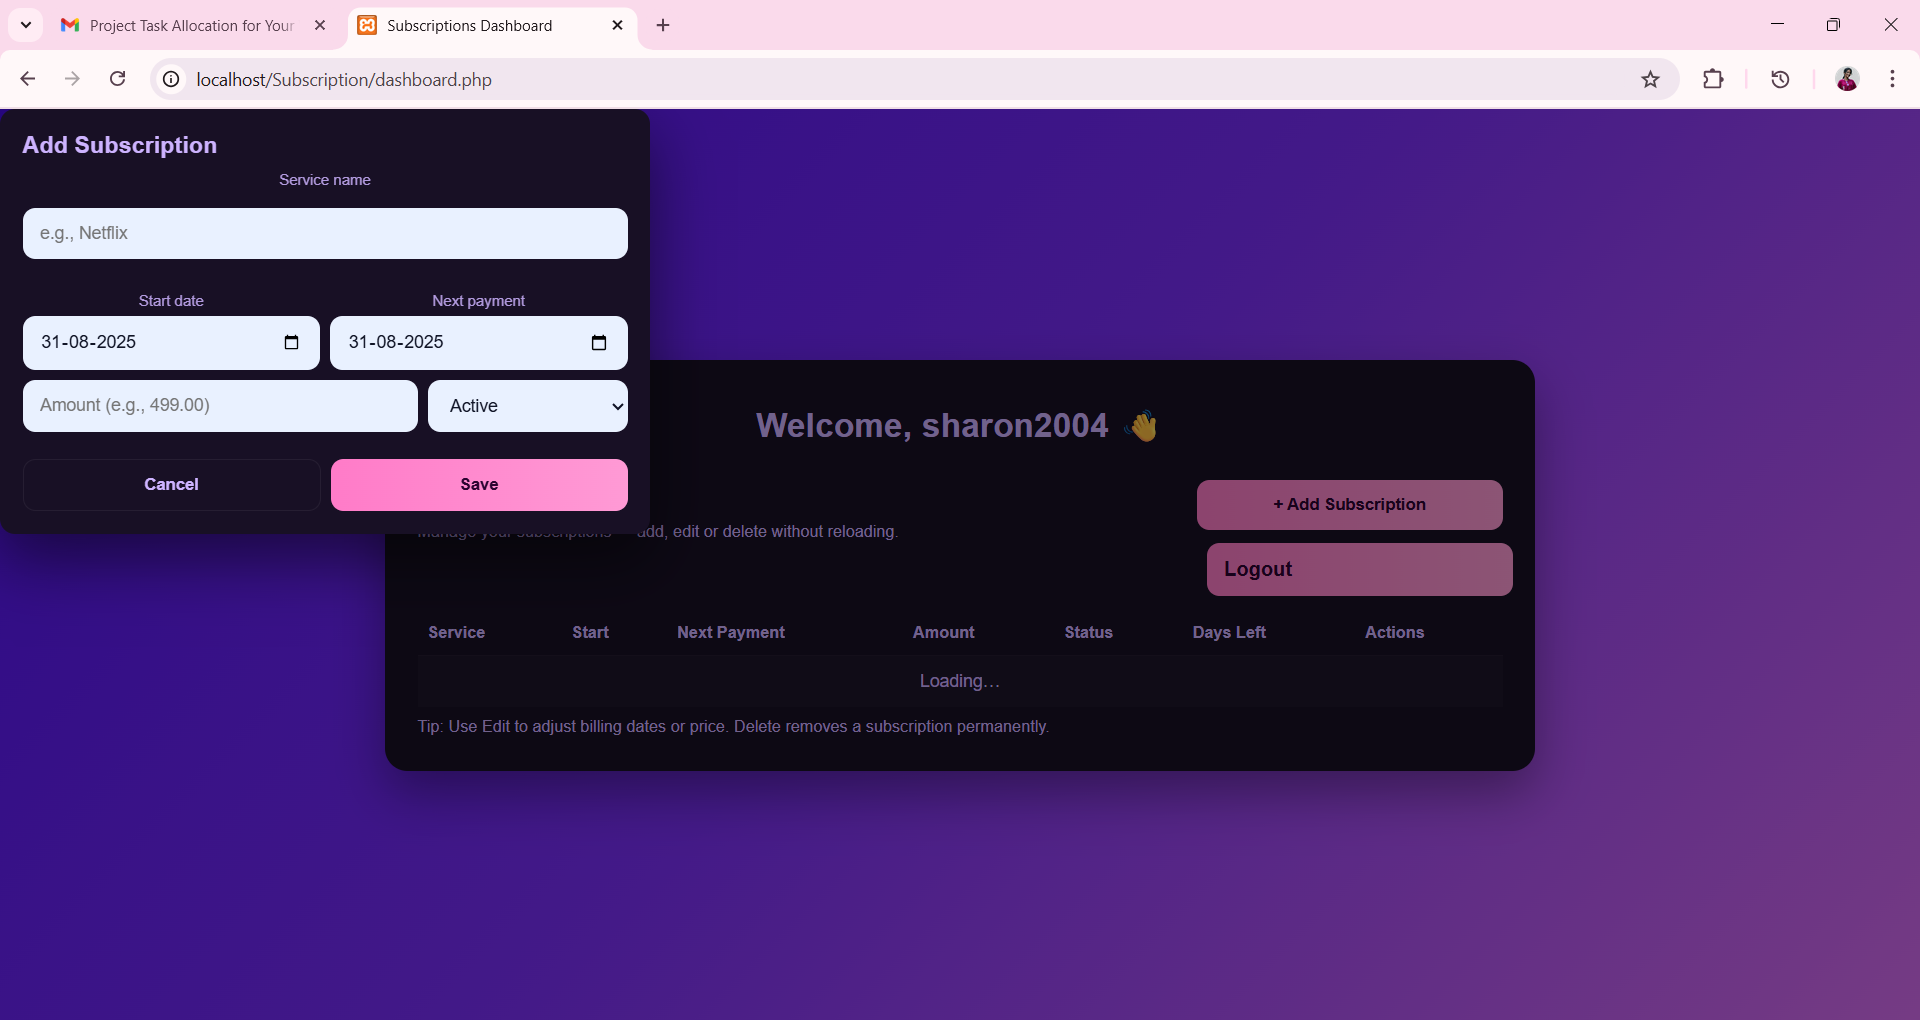 Project Task Allocation for Your
Subscriptions Dashboard
localhost/Subscription/dashboard.php
Add Subscription
Service name
e.g., Netflix
Start date
Next payment
31-08-2025
31-08-2025
Amount (e.g., 499.00)
Active
Cancel
Save
Welcome, sharon2004 👋
+ Add Subscription
Manage your subscriptions — add, edit or delete without reloading.
Logout
Service Start Next Payment Amount Status Days Left Actions
Loading…
Tip: Use Edit to adjust billing dates or price. Delete removes a subscription permanently.